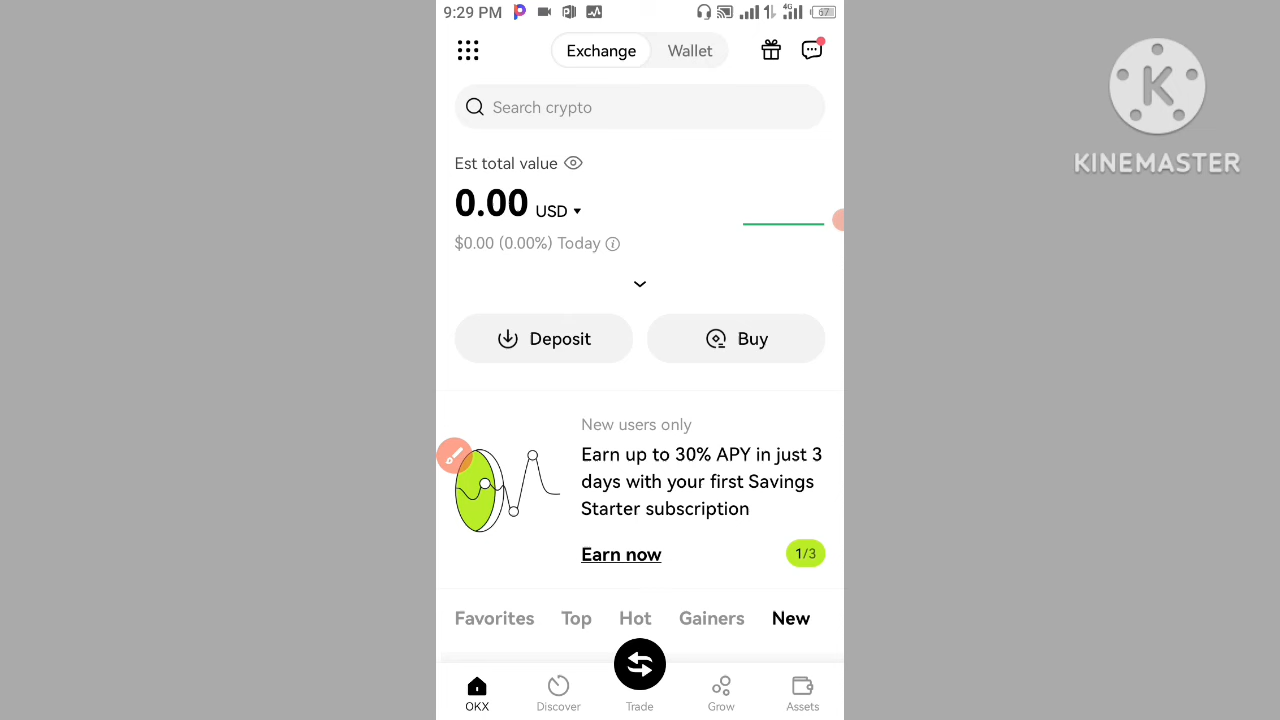 9:29 PM
4G
67
Exchange
Wallet
Search crypto
Est total value
0.00 USD
$0.00 (0.00%) Today
Deposit
Buy
New users only
Earn up to 30% APY in just 3
days with your first Savings
Starter subscription
Earn now
1/3
Favorites
Top
Hot
Gainers
New
OKX
Discover
Trade
Grow
Assets
K
KINEMASTER